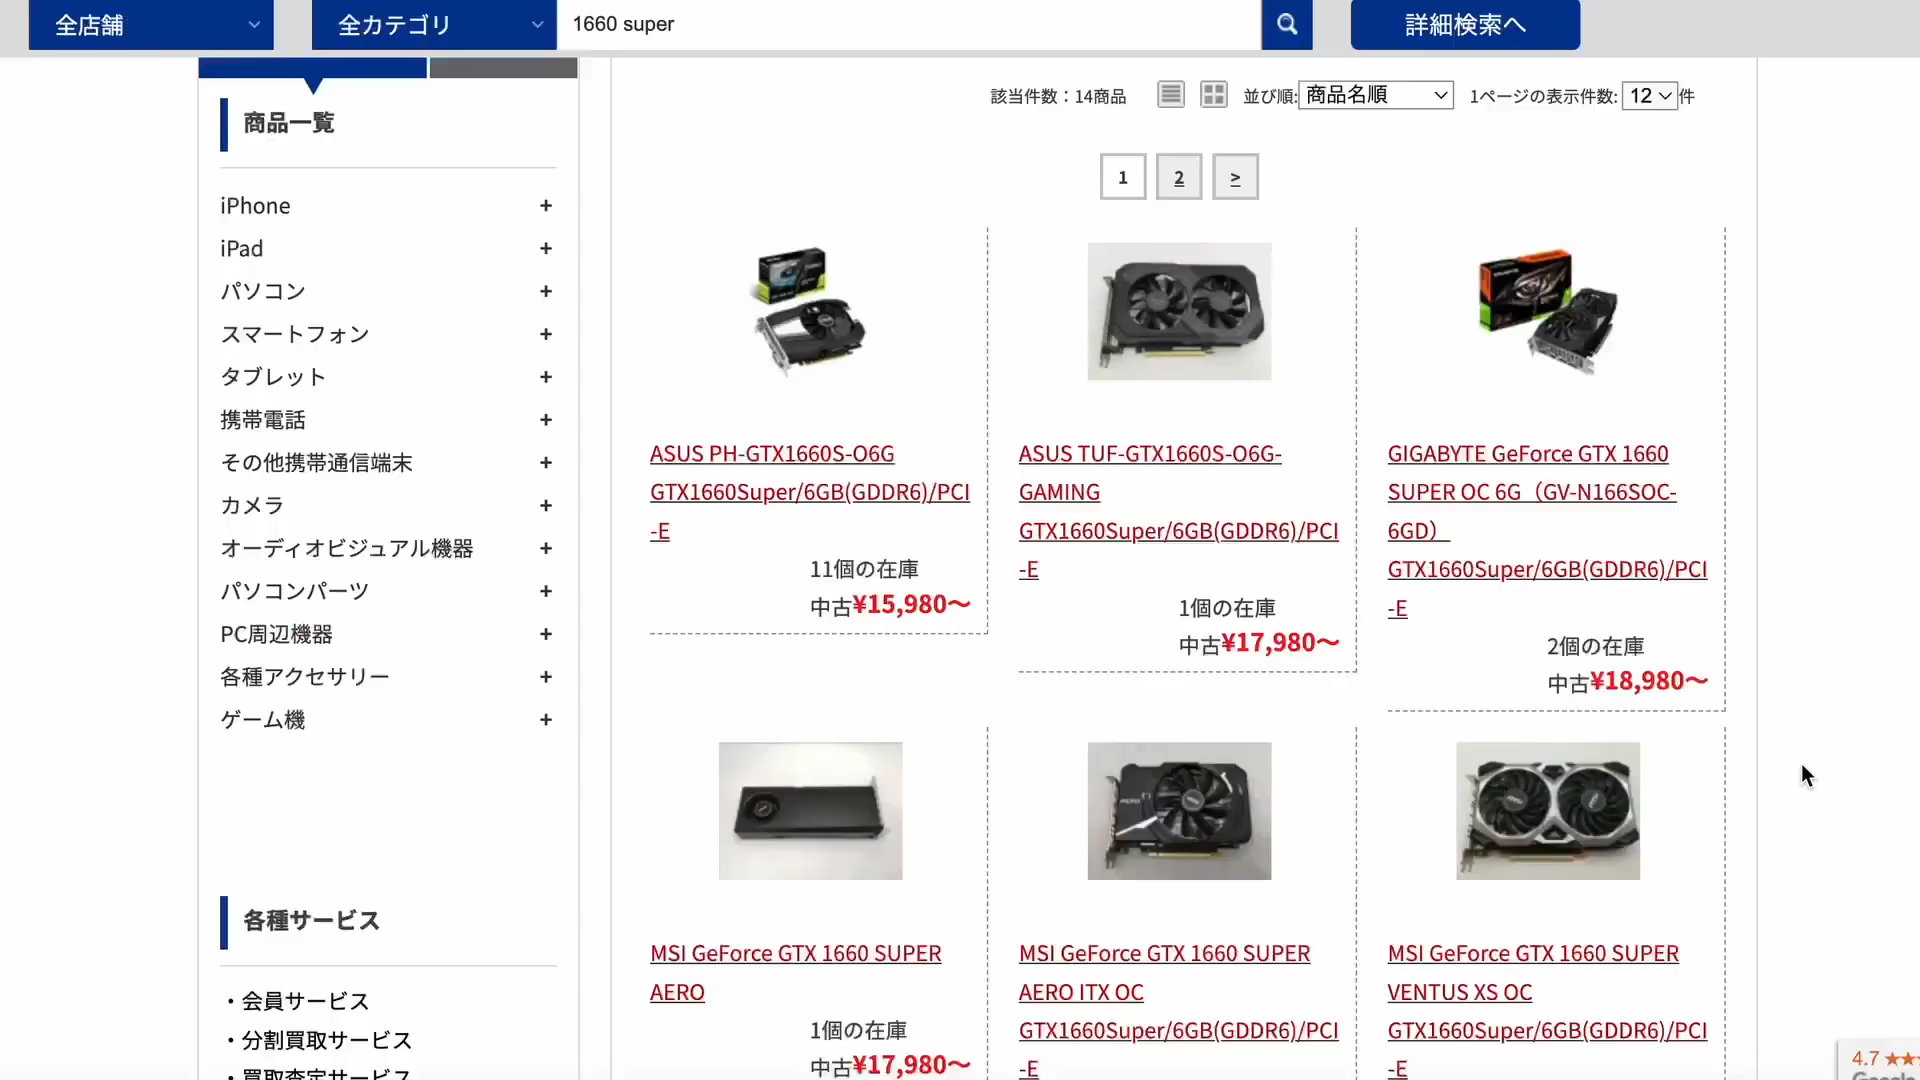 全店舗
全カテゴリ
1660 super
詳細検索へ
商品一覧
iPhone +
iPad +
パソコン +
スマートフォン +
タブレット +
携帯電話 +
その他携帯通信端末 +
カメラ +
オーディオビジュアル機器 +
パソコンパーツ +
PC周辺機器 +
各種アクセサリー +
ゲーム機 +
各種サービス
・会員サービス
・分割買取サービス
・買取査定サービス
該当件数：14商品
並び順: 商品名順
1ページの表示件数: 12 件
1 2 >
ASUS PH-GTX1660S-O6G
GTX1660Super/6GB(GDDR6)/PCI
-E
11個の在庫
中古¥15,980〜
ASUS TUF-GTX1660S-O6G-
GAMING
GTX1660Super/6GB(GDDR6)/PCI
-E
1個の在庫
中古¥17,980〜
GIGABYTE GeForce GTX 1660
SUPER OC 6G（GV-N166SOC-
6GD）
GTX1660Super/6GB(GDDR6)/PCI
-E
2個の在庫
中古¥18,980〜
MSI GeForce GTX 1660 SUPER
AERO
1個の在庫
中古¥17,980〜
MSI GeForce GTX 1660 SUPER
AERO ITX OC
GTX1660Super/6GB(GDDR6)/PCI
-E
MSI GeForce GTX 1660 SUPER
VENTUS XS OC
GTX1660Super/6GB(GDDR6)/PCI
-E
4.7 ★★
Google